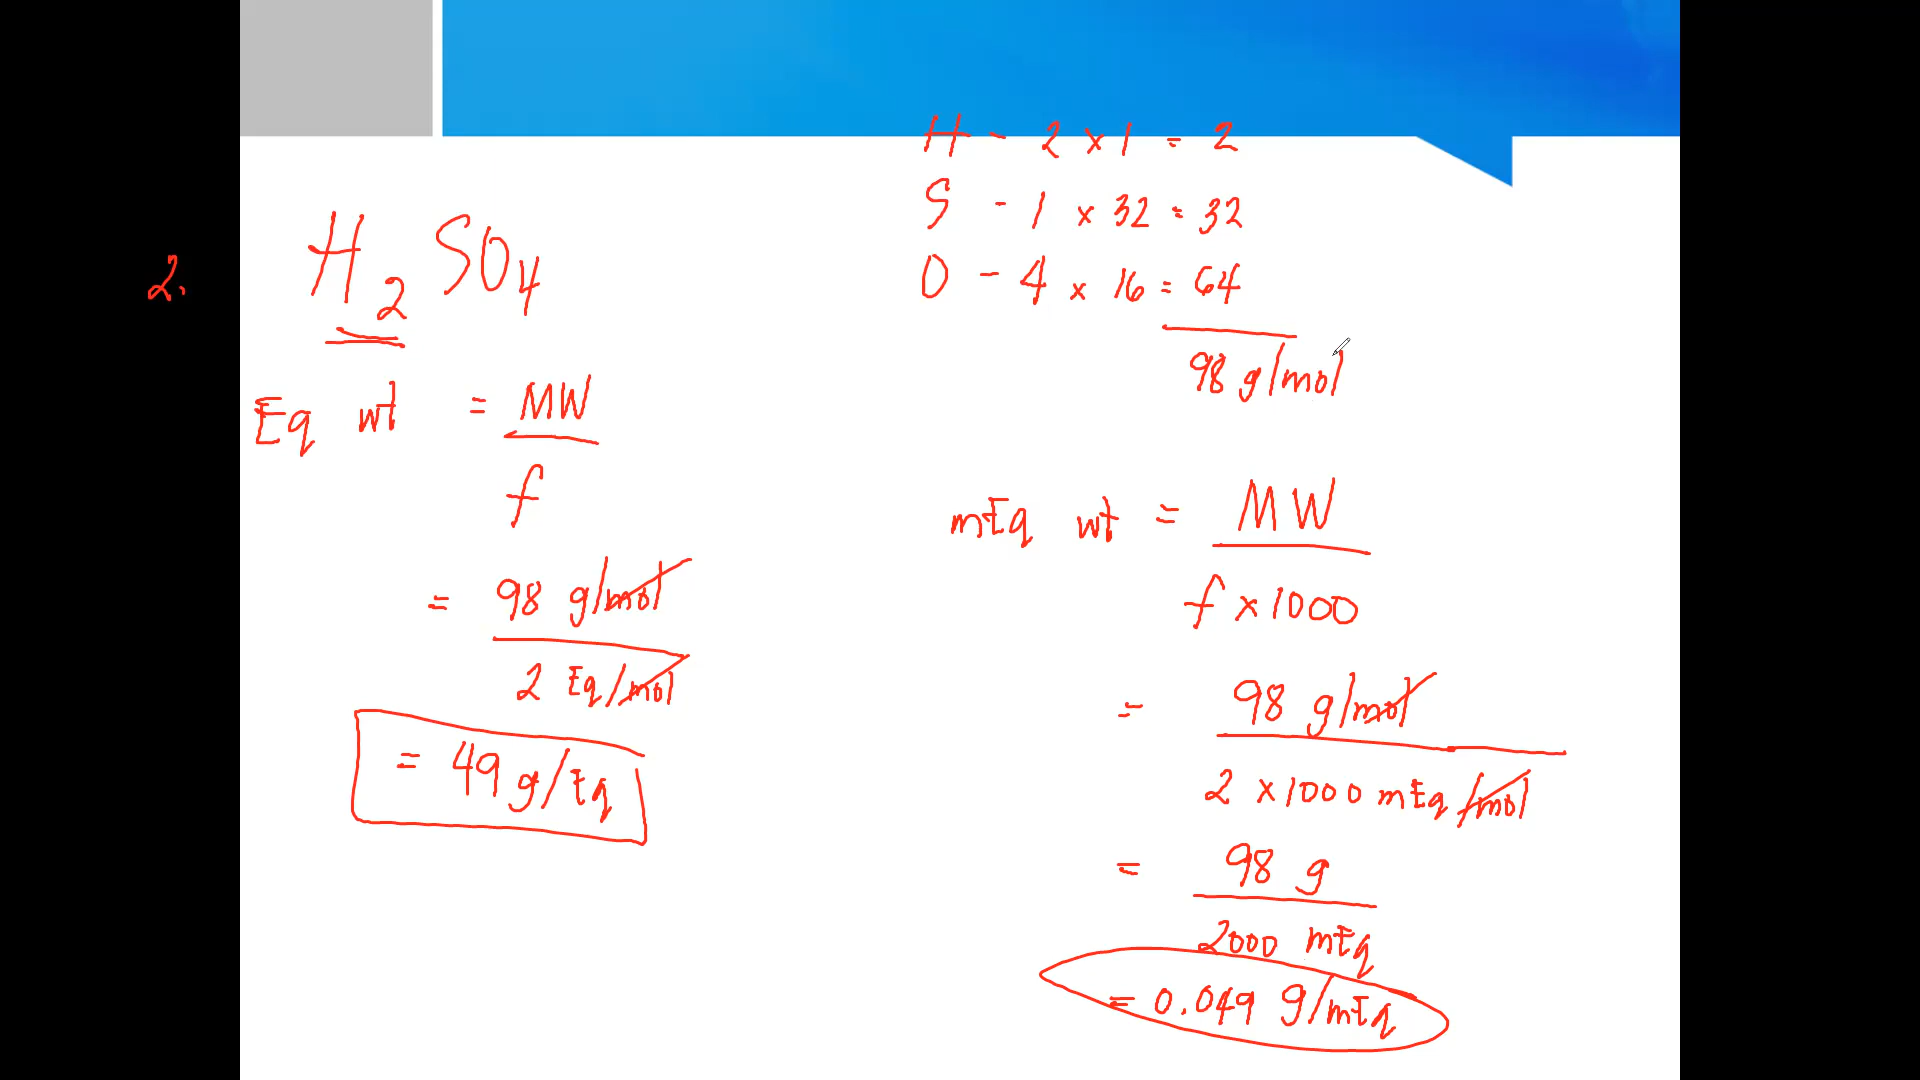 2. H₂SO₄
Eq wt = MW
f
= 98 g/mol
2 Eq/mol
= 49 g/Eq
H - 2 x 1 = 2
S - 1 x 32 = 32
O - 4 x 16 = 64
98 g/mol
mEq wt = MW
f x 1000
= 98 g/mol
2 x 1000 mEq/mol
= 98 g
2000 mEq
= 0.049 g/mEq